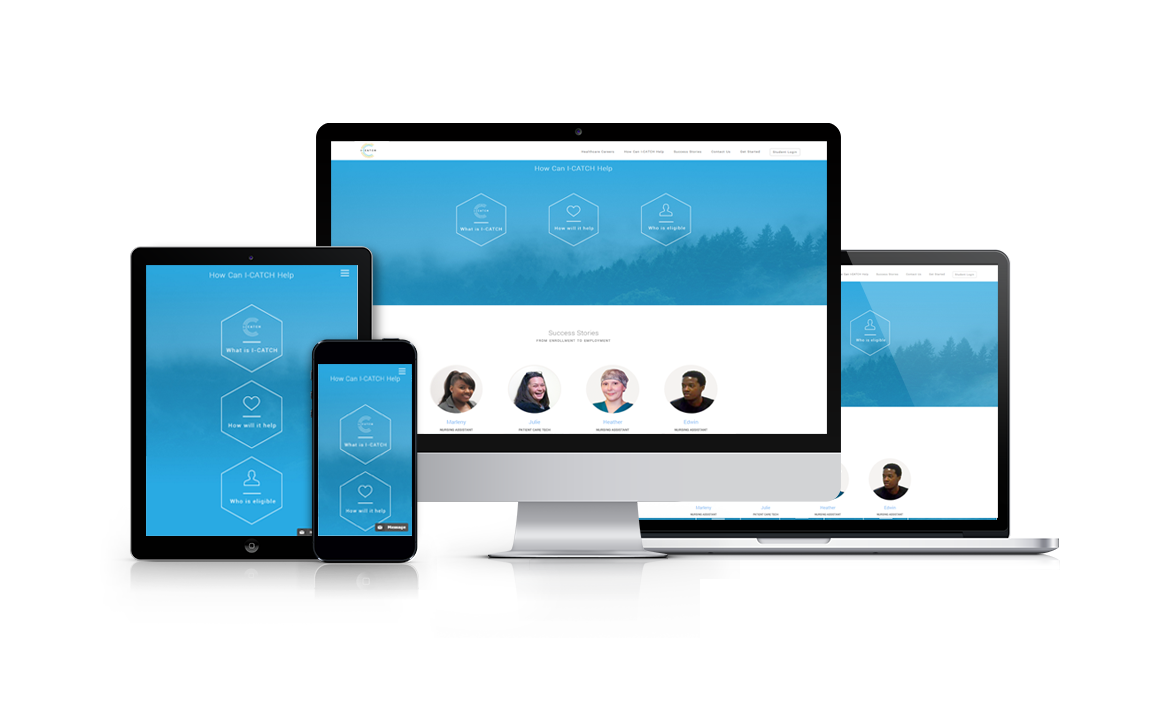 I-CATCH
Healthcare Careers
How Can I-CATCH Help
Success Stories
Contact Us
Get Started
Student Login
How Can I-CATCH Help
What is I-CATCH
How will it help
Who is eligible
Success Stories
FROM ENROLLMENT TO EMPLOYMENT
Marleny
Julie
Heather
Edwin
NURSING ASSISTANT
PATIENT CARE TECH
NURSING ASSISTANT
NURSING ASSISTANT
How Can I-CATCH Help
I-CATCH
What is I-CATCH
How will it help
Who is eligible
How Can I-CATCH Help
What is I-CATCH
How will it help
Message
Can I-CATCH Help
Success Stories
Contact Us
Get Started
Student Login
Who is eligible
Marleny
Julie
Heather
Edwin
NURSING ASSISTANT
PATIENT CARE TECH
NURSING ASSISTANT
NURSING ASSISTANT